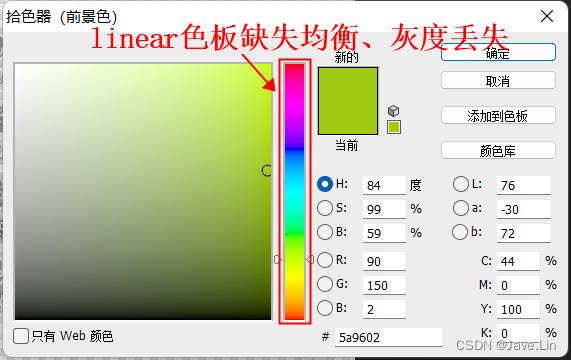 拾色器（前景色）
linear色板缺失均衡、灰度丢失
新的
当前
确定
取消
添加到色板
颜色库
H: 84 度
S: 99 %
B: 59 %
R: 90
G: 150
B: 2
L: 76
a: -30
b: 72
C: 44 %
M: 0 %
Y: 100 %
K: 0 %
# 5a9602
只有 Web 颜色
CSDN @Jave.Lin